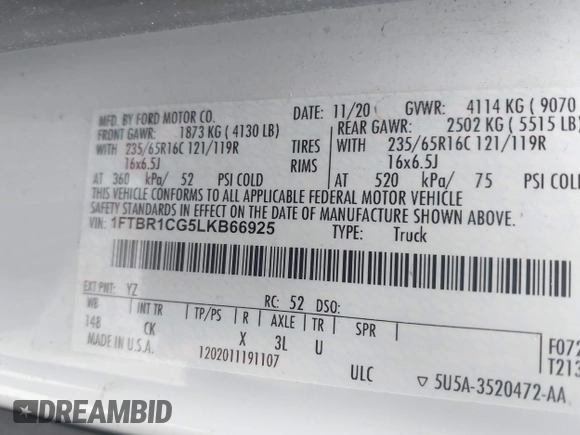 MFD. BY FORD MOTOR CO.
DATE: 11/20 GVWR: 4114 KG ( 9070
FRONT GAWR: 1873 KG ( 4130 LB)
REAR GAWR: 2502 KG ( 5515 LB)
WITH 235/65R16C 121/119R TIRES WITH 235/65R16C 121/119R
16x6.5J RIMS 16x6.5J
AT 360 kPa/ 52 PSI COLD AT 520 kPa/ 75 PSI COLD
THIS VEHICLE CONFORMS TO ALL APPLICABLE FEDERAL MOTOR VEHICLE
SAFETY STANDARDS IN EFFECT ON THE DATE OF MANUFACTURE SHOWN ABOVE.
VIN: 1FTBR1CG5LKB66925
TYPE: Truck
EXT PNT: YZ RC: 52 DSO:
WB INT TR TP/PS R AXLE TR SPR
148 CK X 3L U
F072
MADE IN U.S.A. 1202011191107 ULC
T213
▽ 5U5A-3520472-AA
DREAMBID